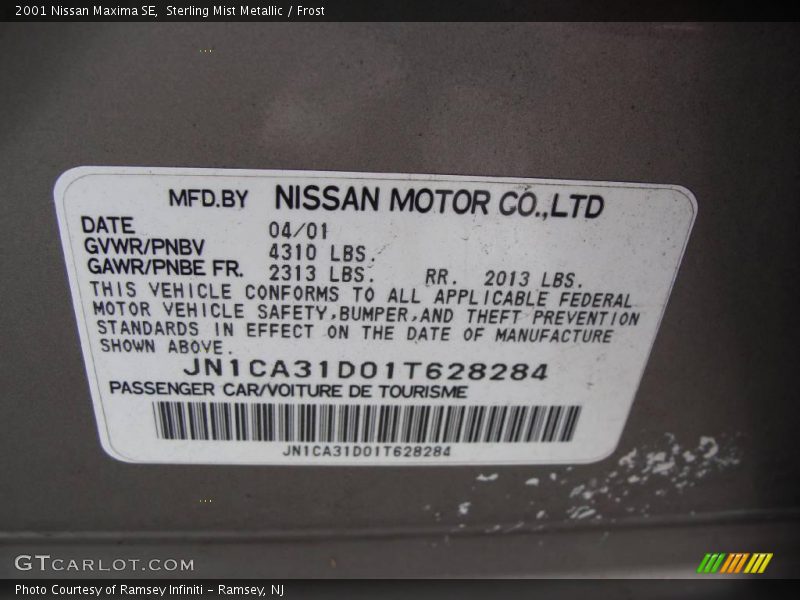 2001 Nissan Maxima SE,  Sterling Mist Metallic / Frost
MFD.BY NISSAN MOTOR CO.,LTD
DATE 04/01
GVWR/PNBV 4310 LBS.
GAWR/PNBE FR. 2313 LBS. RR. 2013 LBS.
THIS VEHICLE CONFORMS TO ALL APPLICABLE FEDERAL
MOTOR VEHICLE SAFETY,BUMPER,AND THEFT PREVENTION
STANDARDS IN EFFECT ON THE DATE OF MANUFACTURE
SHOWN ABOVE.
JN1CA31D01T628284
PASSENGER CAR/VOITURE DE TOURISME
JN1CA31D01T628284
GTCARLOT.COM
Photo Courtesy of Ramsey Infiniti - Ramsey, NJ